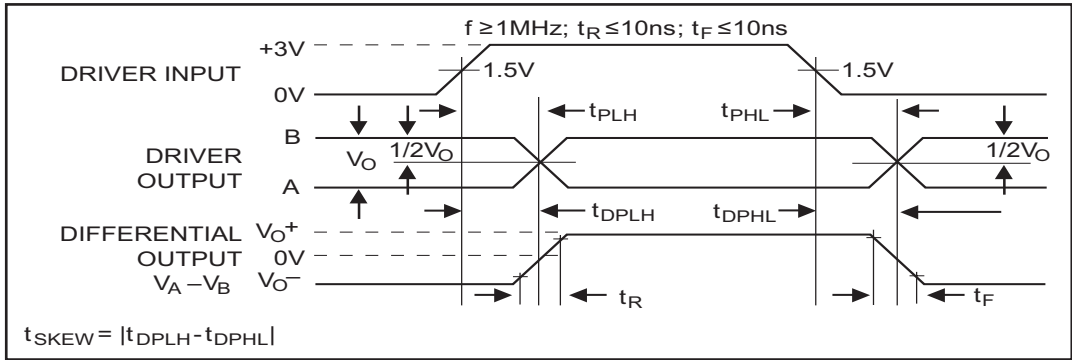 f ≥1MHz; tR ≤10ns; tF ≤10ns
+3V
DRIVER INPUT
1.5V
1.5V
0V
tPLH
tPHL
B
DRIVER
OUTPUT
VO
1/2VO
1/2VO
A
tDPLH
tDPHL
DIFFERENTIAL
OUTPUT
VA –VB
VO+
0V
VO–
tR
tF
tSKEW = |tDPLH - tDPHL|